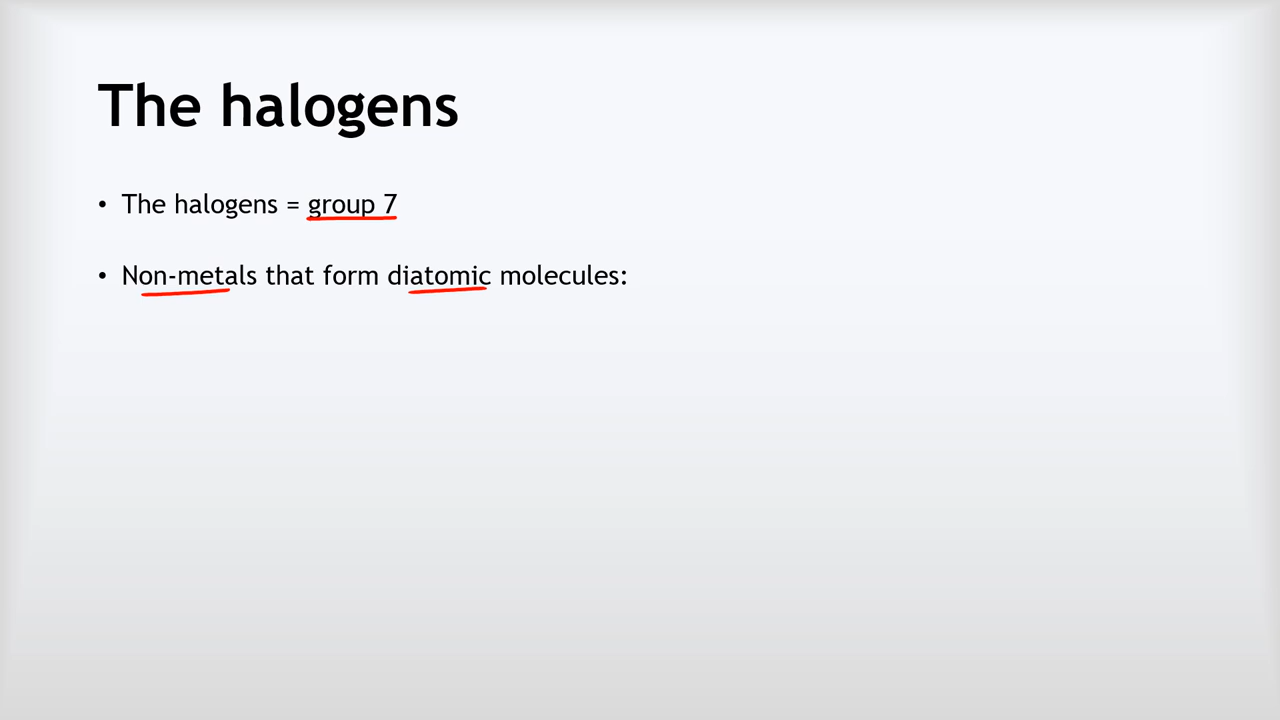 The halogens
• The halogens = group 7
• Non-metals that form diatomic molecules: